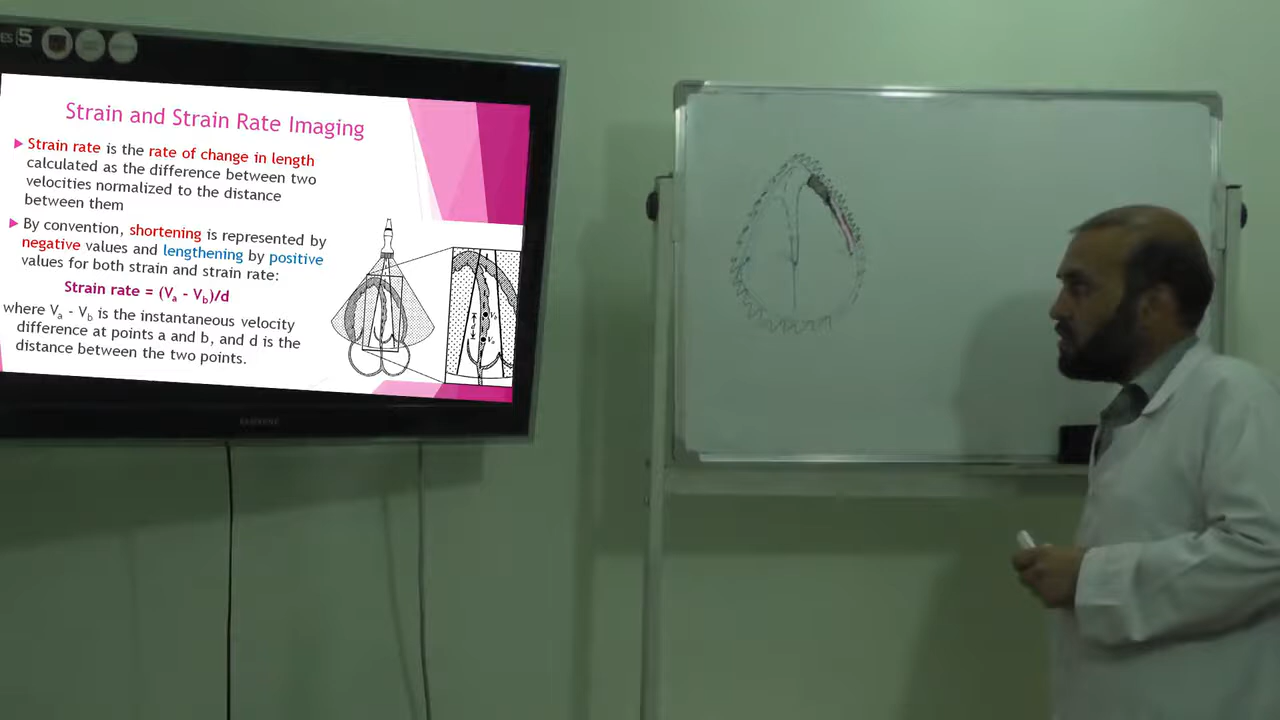 ES 5
Strain and Strain Rate Imaging
Strain rate is the rate of change in length
calculated as the difference between two
velocities normalized to the distance
between them
By convention, shortening is represented by
negative values and lengthening by positive
values for both strain and strain rate:
Strain rate = (Va - Vb)/d
where Va - Vb is the instantaneous velocity
difference at points a and b, and d is the
distance between the two points.
SAMSUNG